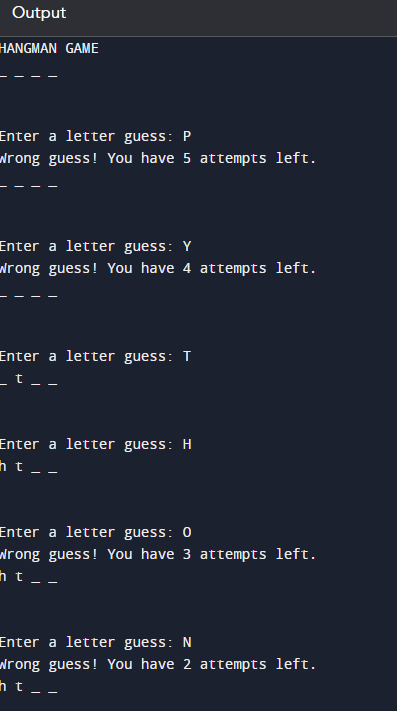 Output
HANGMAN GAME
_ _ _ _
Enter a letter guess: P
Wrong guess! You have 5 attempts left.
_ _ _ _
Enter a letter guess: Y
Wrong guess! You have 4 attempts left.
_ _ _ _
Enter a letter guess: T
_ t _ _
Enter a letter guess: H
h t _ _
Enter a letter guess: O
Wrong guess! You have 3 attempts left.
h t _ _
Enter a letter guess: N
Wrong guess! You have 2 attempts left.
h t _ _